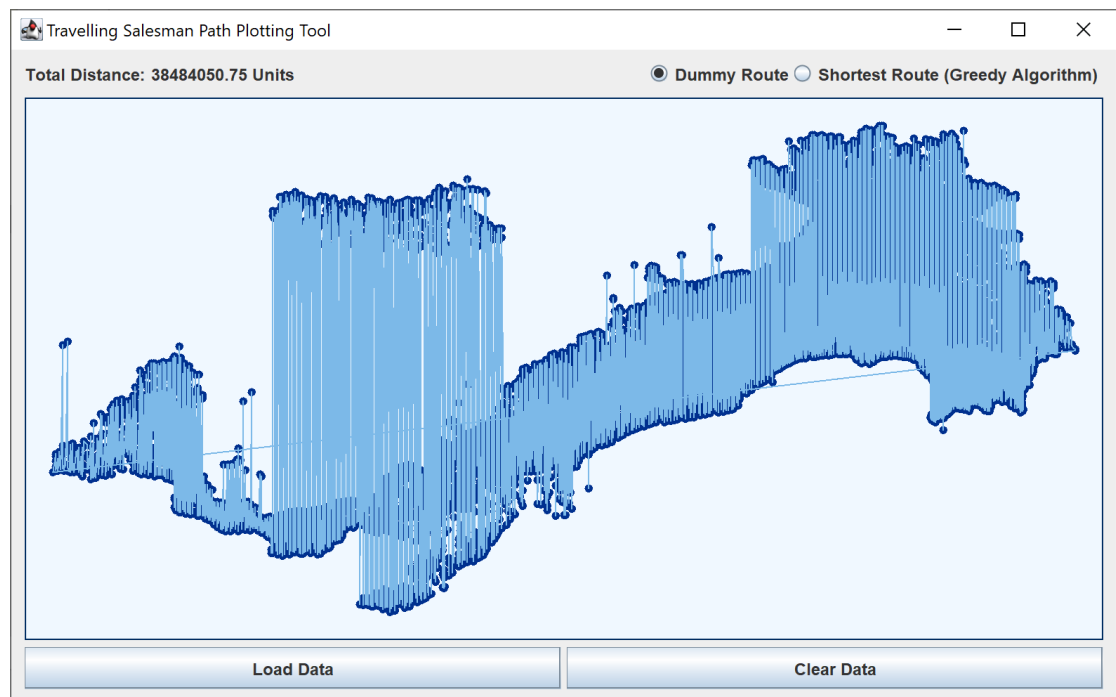 Travelling Salesman Path Plotting Tool
Total Distance: 38484050.75 Units
Dummy Route
Shortest Route (Greedy Algorithm)
Load Data
Clear Data